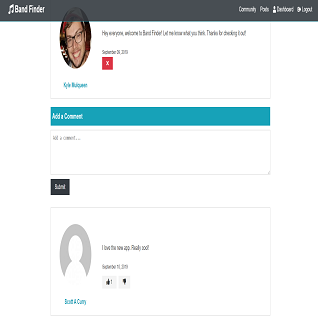 Band Finder
Community Posts Dashboard Logout
Hey everyone, welcome to Band Finder! Let me know what you think. Thanks for checking it out!
September 26, 2019
X
Kyle Mulqueen
Add a Comment
Add a comment...
Submit
I love the new app. Really cool!
September 10, 2019
1
Scott A Curry